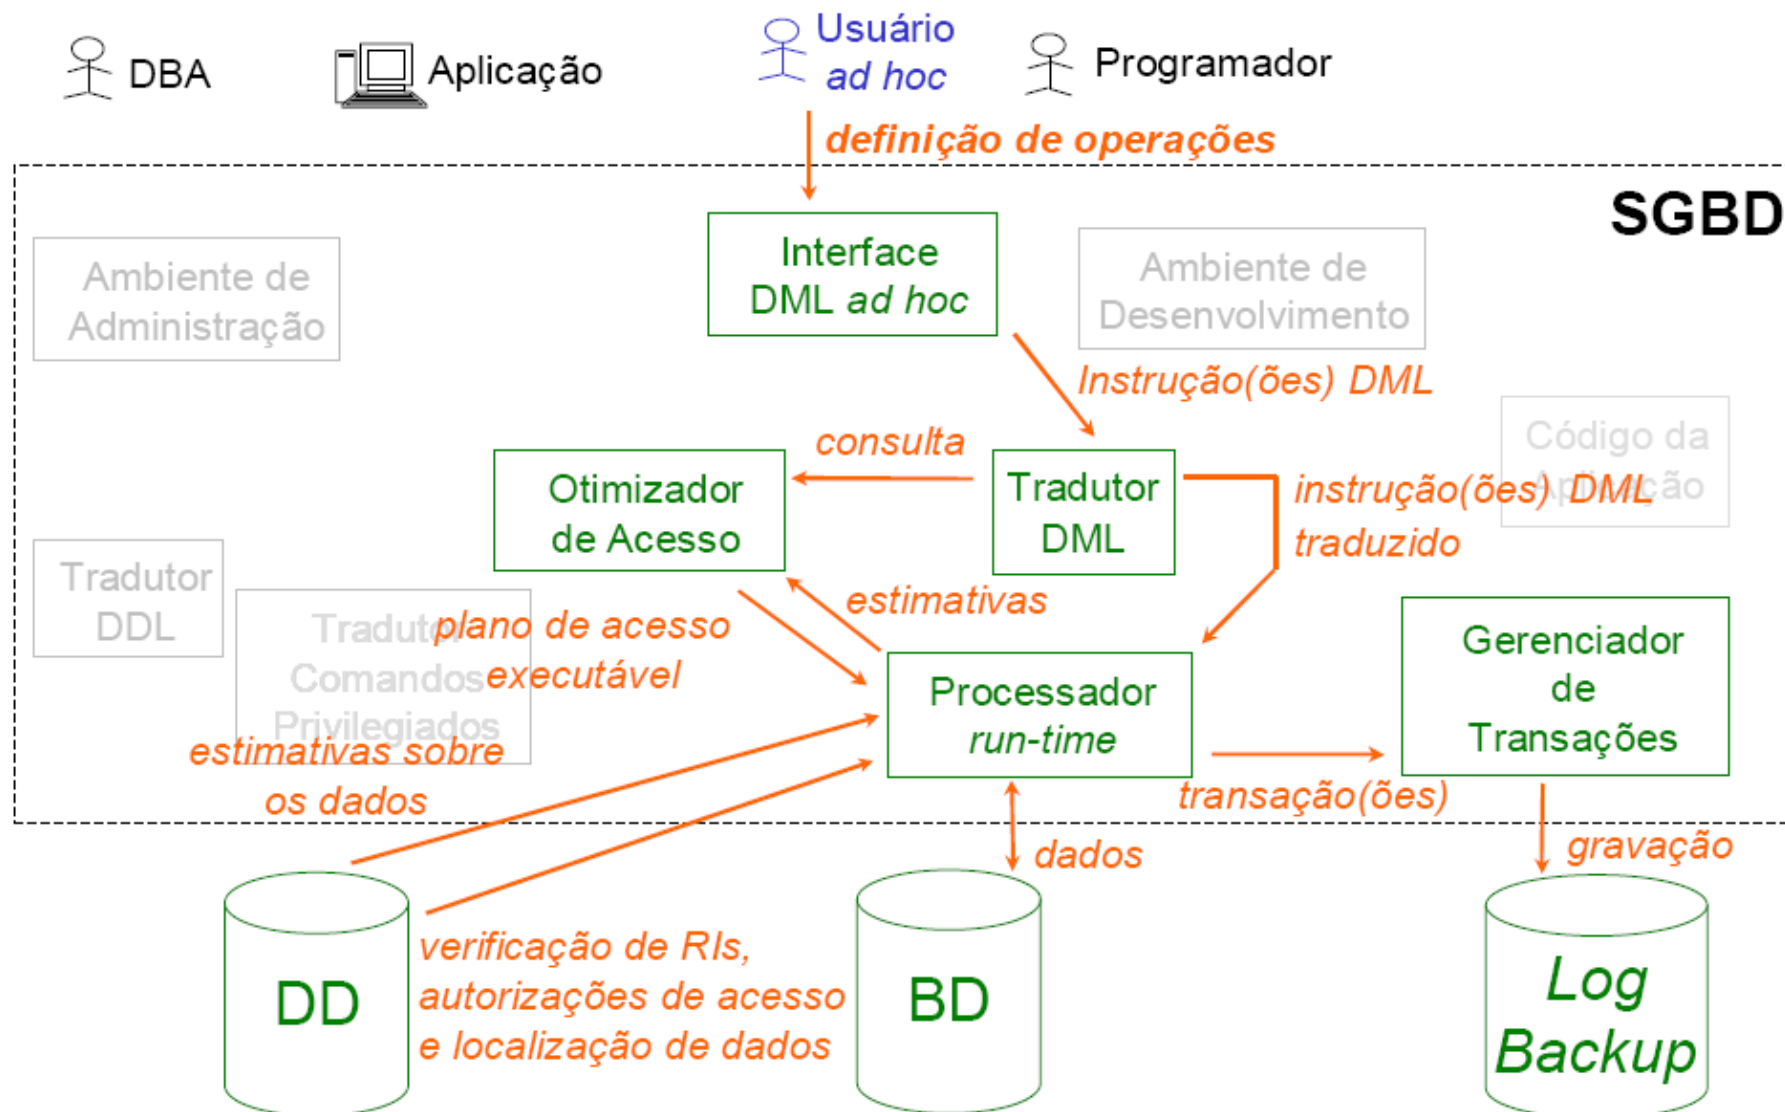 DBA
Aplicação
Usuário
ad hoc
Programador
definição de operações
SGBD
Ambiente de
Administração
Interface
DML ad hoc
Ambiente de
Desenvolvimento
Instrução(ões) DML
Código da
Aplicação
consulta
Otimizador
de Acesso
Tradutor
DML
instrução(ões) DML
traduzido
Tradutor
DDL
Tradutor
Comandos
Privilegiados
plano de acesso
executável
estimativas
Processador
run-time
Gerenciador
de
Transações
estimativas sobre
os dados
transação(ões)
dados
gravação
DD
verificação de RIs,
autorizações de acesso
e localização de dados
BD
Log
Backup